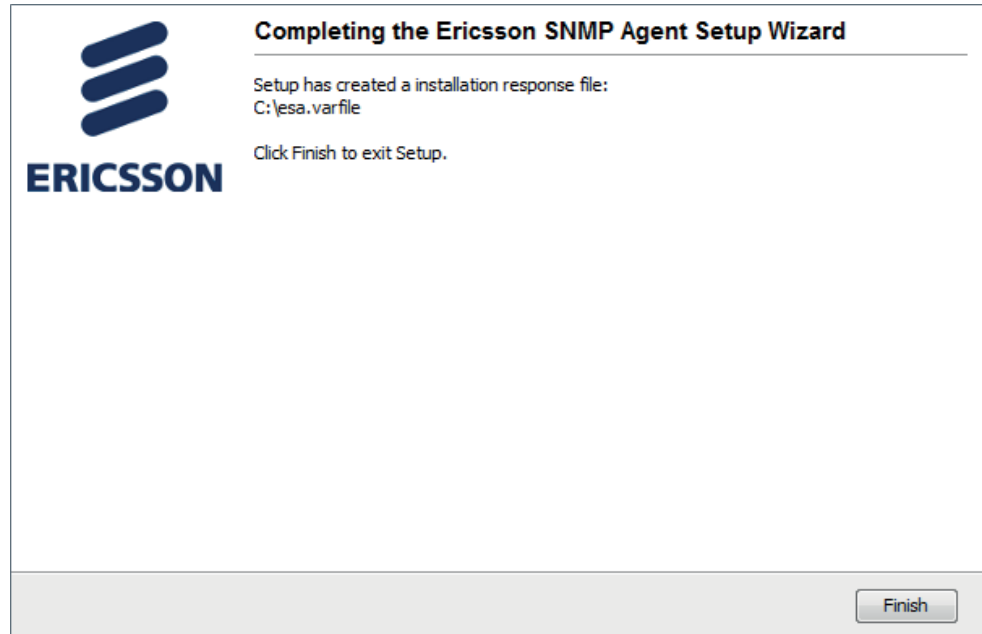 Completing the Ericsson SNMP Agent Setup Wizard
Setup has created a installation response file:
C:\esa.varfile
Click Finish to exit Setup.
ERICSSON
Finish